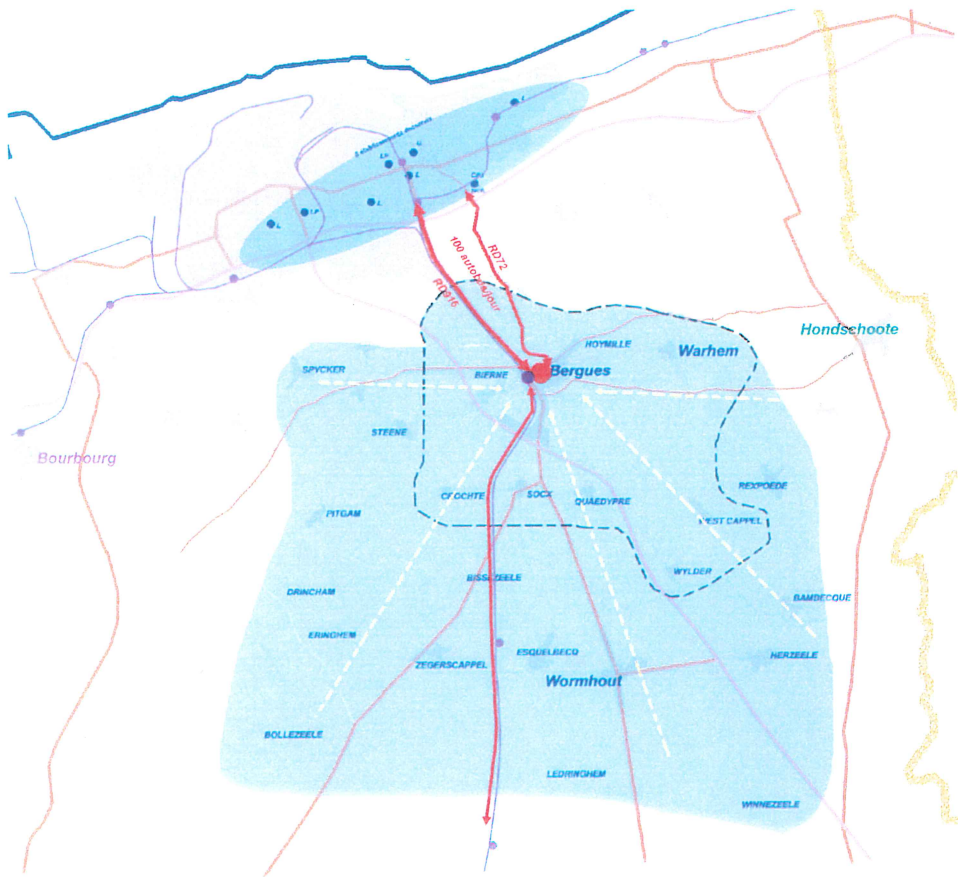 L
L
L
RD72
100 autobus/jour
RD916
Hondschoote
HOYMILLE
Warhem
SPYCKER
BIERNE
Bergues
STEENE
Bourbourg
CROCHTE
SOCX
QUAEDYPRE
REXPOEDE
PITGAM
WEST CAPPEL
BISSEZEELE
WYLDER
DRINCHAM
BAMBECQUE
ERINGHEM
ZEGERSCAPPEL
ESQUELBECQ
HERZEELE
Wormhout
BOLLEZEELE
LEDRINGHEM
WINNEZEELE